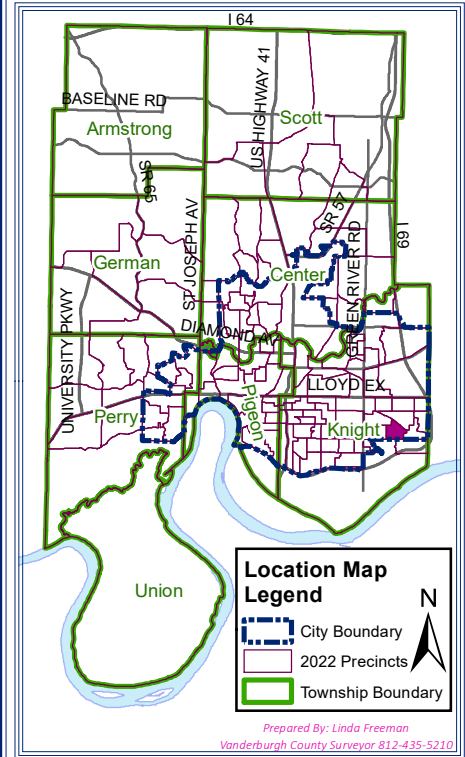 I 64
BASELINE RD
Armstrong
US HIGHWAY 41
Scott
SR 65
ST JOSEPH AV
SR 57
GREEN RIVER RD
I 69
German
Center
UNIVERSITY PKWY
DIAMOND AV
LLOYD EX
Perry
Pigeon
Knight
Union
Location Map
Legend
N
City Boundary
2022 Precincts
Township Boundary
Prepared By: Linda Freeman
Vanderburgh County Surveyor 812-435-5210